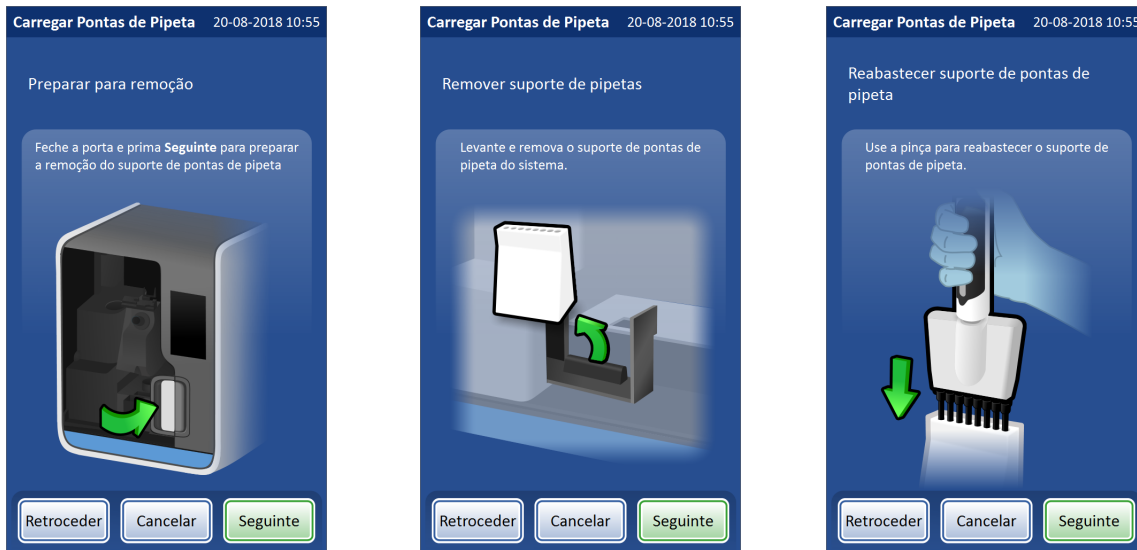 Carregar Pontas de Pipeta 20-08-2018 10:55
Preparar para remoção
Feche a porta e prima Seguinte para preparar
a remoção do suporte de pontas de pipeta
Retroceder Cancelar Seguinte
Carregar Pontas de Pipeta 20-08-2018 10:55
Remover suporte de pipetas
Levante e remova o suporte de pontas de
pipeta do sistema.
Retroceder Cancelar Seguinte
Carregar Pontas de Pipeta 20-08-2018 10:55
Reabastecer suporte de pontas de
pipeta
Use a pinça para reabastecer o suporte de
pontas de pipeta.
Retroceder Cancelar Seguinte